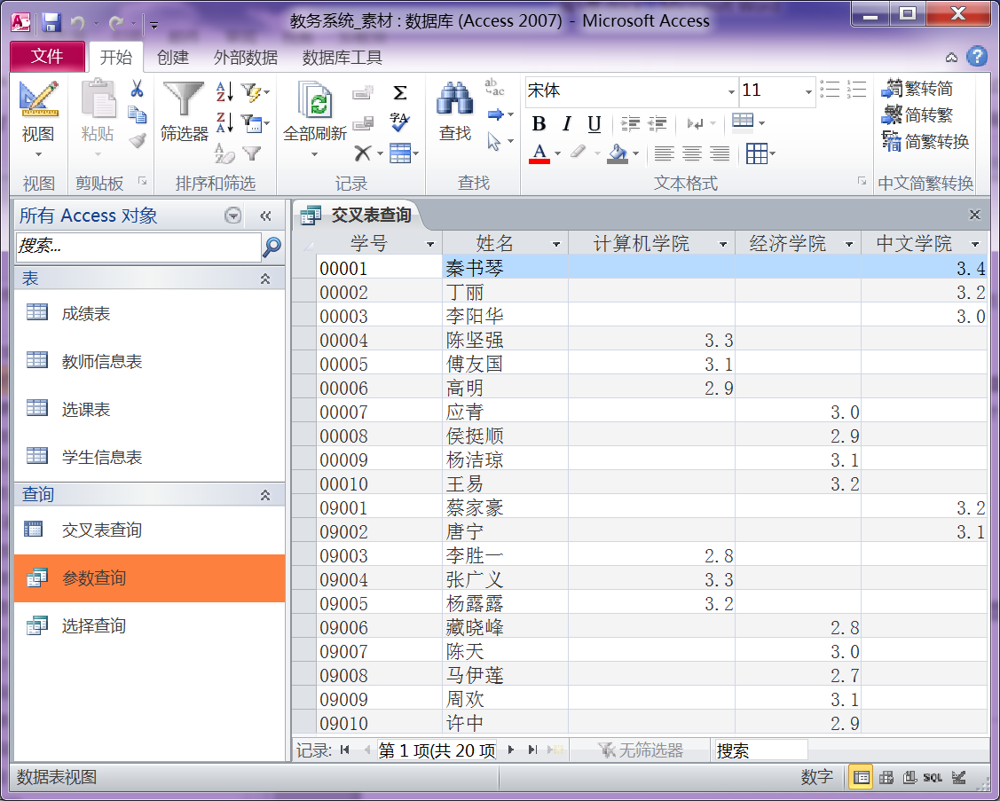 教务系统_素材 : 数据库 (Access 2007) - Microsoft Access
文件 开始 创建 外部数据 数据库工具
视图 粘贴 筛选器 全部刷新 查找 宋体 11 繁转简
简转繁
B I U A 简繁转换
视图 剪贴板 排序和筛选 记录 查找 文本格式 中文简繁转换
所有 Access 对象
搜索...
表
成绩表
教师信息表
选课表
学生信息表
查询
交叉表查询
参数查询
选择查询
交叉表查询
学号 姓名 计算机学院 经济学院 中文学院
00001 秦书琴 3.4
00002 丁丽 3.2
00003 李阳华 3.0
00004 陈坚强 3.3
00005 傅友国 3.1
00006 高明 2.9
00007 应青 3.0
00008 侯挺顺 2.9
00009 杨洁琼 3.1
00010 王易 3.2
09001 蔡家豪 3.2
09002 唐宁 3.1
09003 李胜一 2.8
09004 张广义 3.3
09005 杨露露 3.2
09006 藏晓峰 2.8
09007 陈天 3.0
09008 马伊莲 2.7
09009 周欢 3.1
09010 许中 2.9
记录: 第 1 项(共 20 项 无筛选器 搜索
数据表视图 数字 SQL